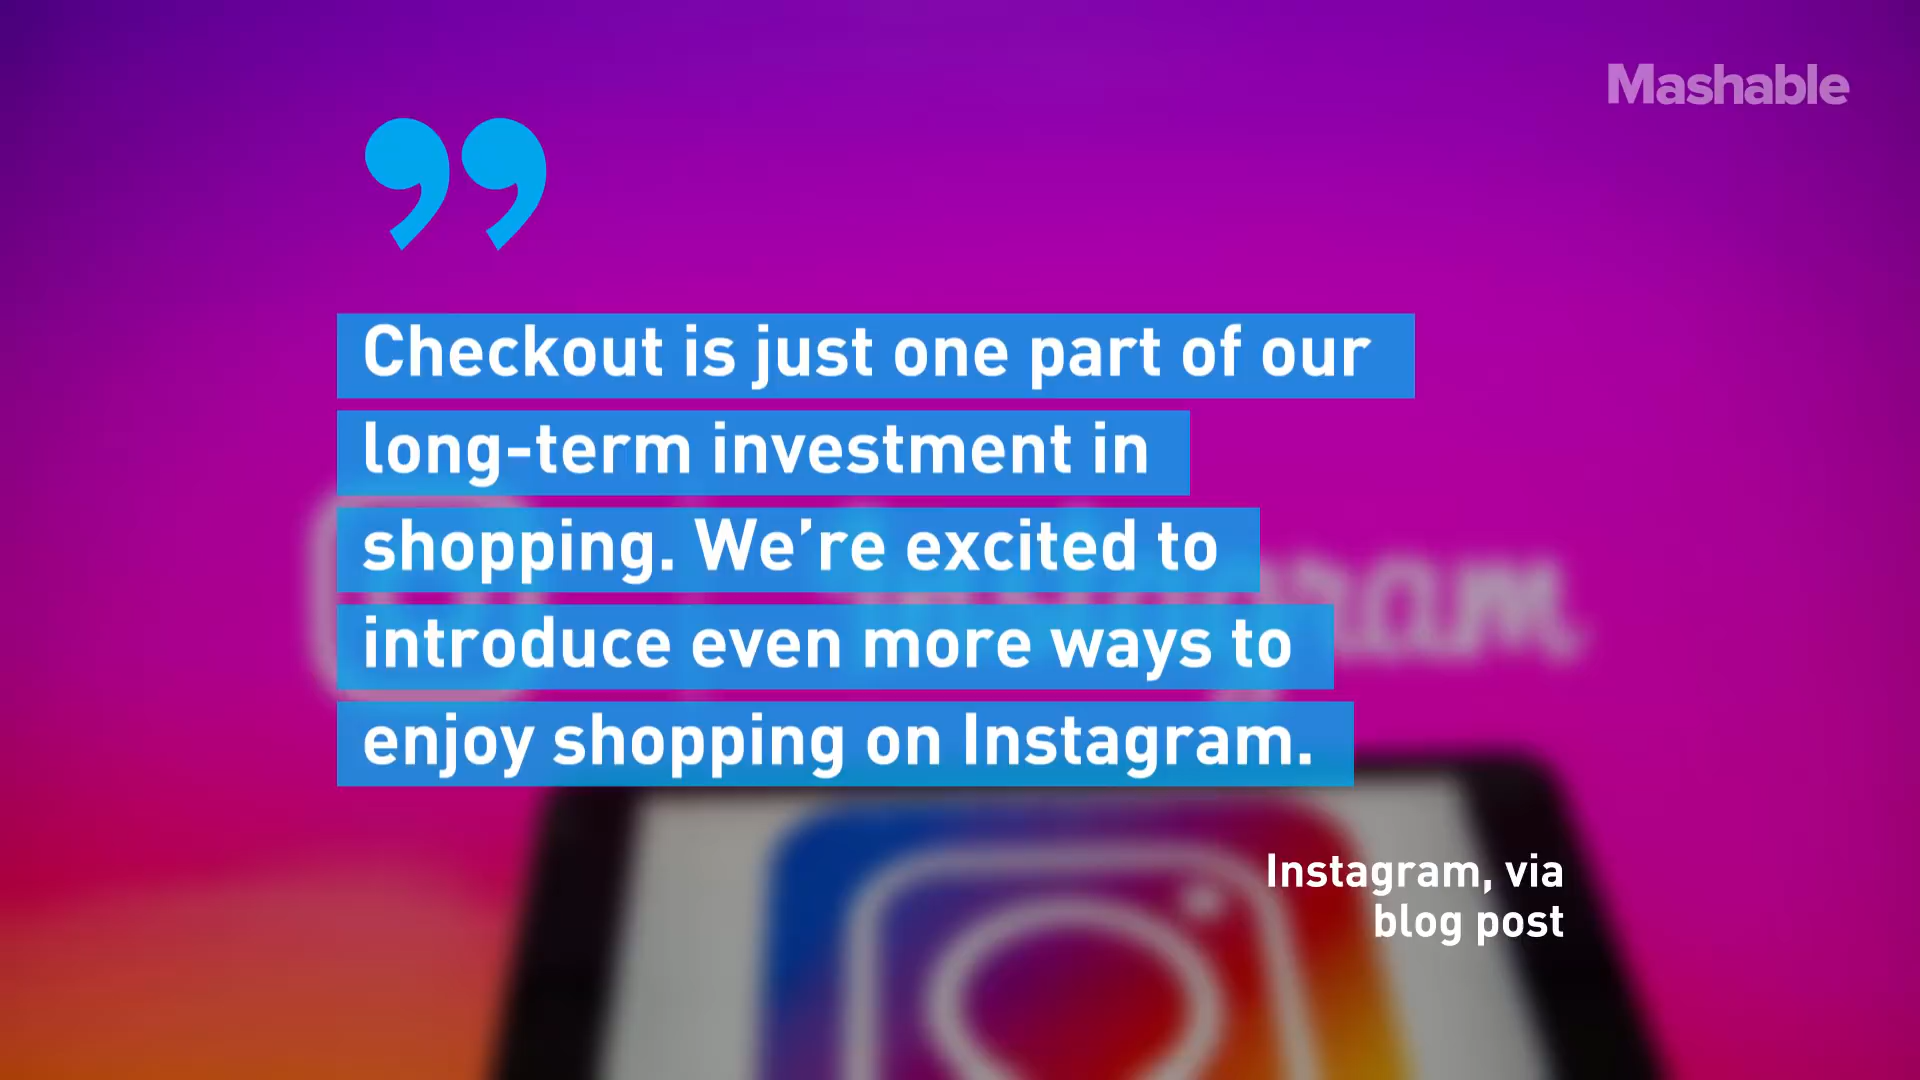 Mashable
”
Checkout is just one part of our
long-term investment in
shopping. We’re excited to
introduce even more ways to
enjoy shopping on Instagram.
Instagram, via
blog post